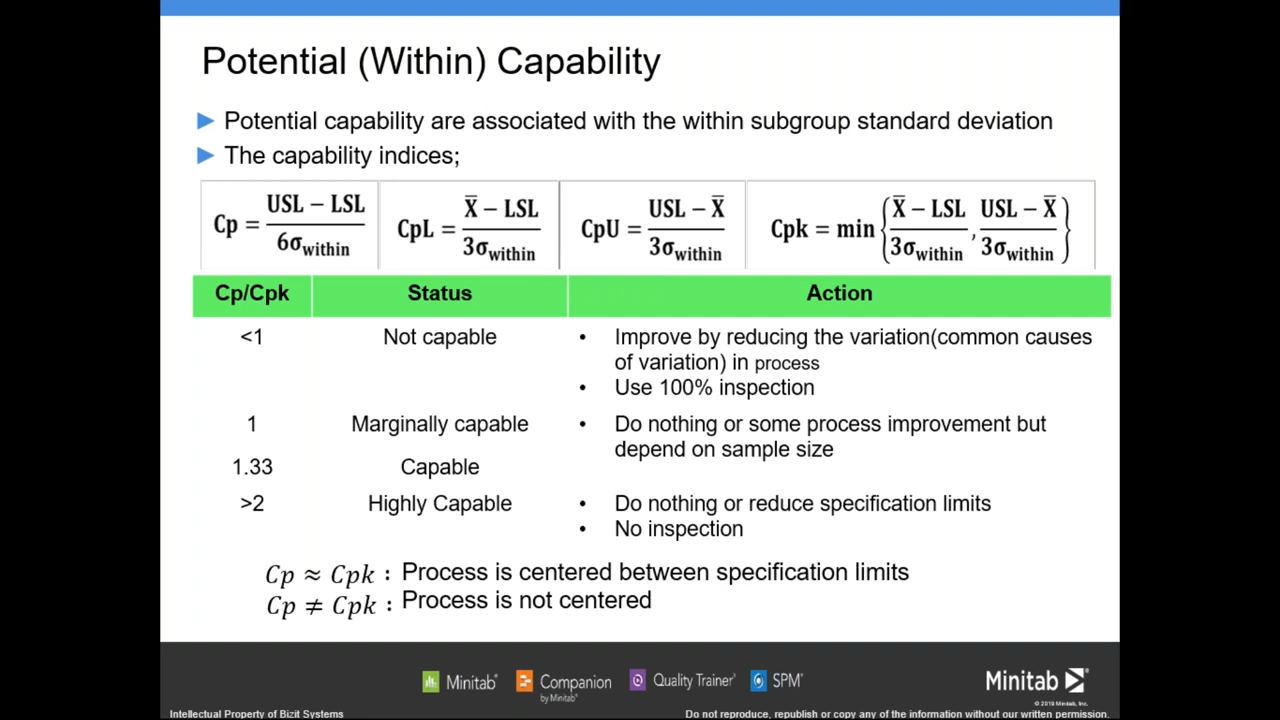 Potential (Within) Capability
► Potential capability are associated with the within subgroup standard deviation
► The capability indices;
Cp = (USL − LSL) / 6σwithin
CpL = (X̄ − LSL) / 3σwithin
CpU = (USL − X̄) / 3σwithin
Cpk = min { (X̄ − LSL) / 3σwithin , (USL − X̄) / 3σwithin }
Cp/Cpk Status Action
<1 Not capable • Improve by reducing the variation(common causes
of variation) in process
• Use 100% inspection
1 Marginally capable • Do nothing or some process improvement but
depend on sample size
1.33 Capable
>2 Highly Capable • Do nothing or reduce specification limits
• No inspection
Cp ≈ Cpk : Process is centered between specification limits
Cp ≠ Cpk : Process is not centered
Minitab® Companion by Minitab® Quality Trainer® SPM® Minitab®
© 2019 Minitab, Inc.
Intellectual Property of Bizit Systems Do not reproduce, republish or copy any of the information without our written permission.